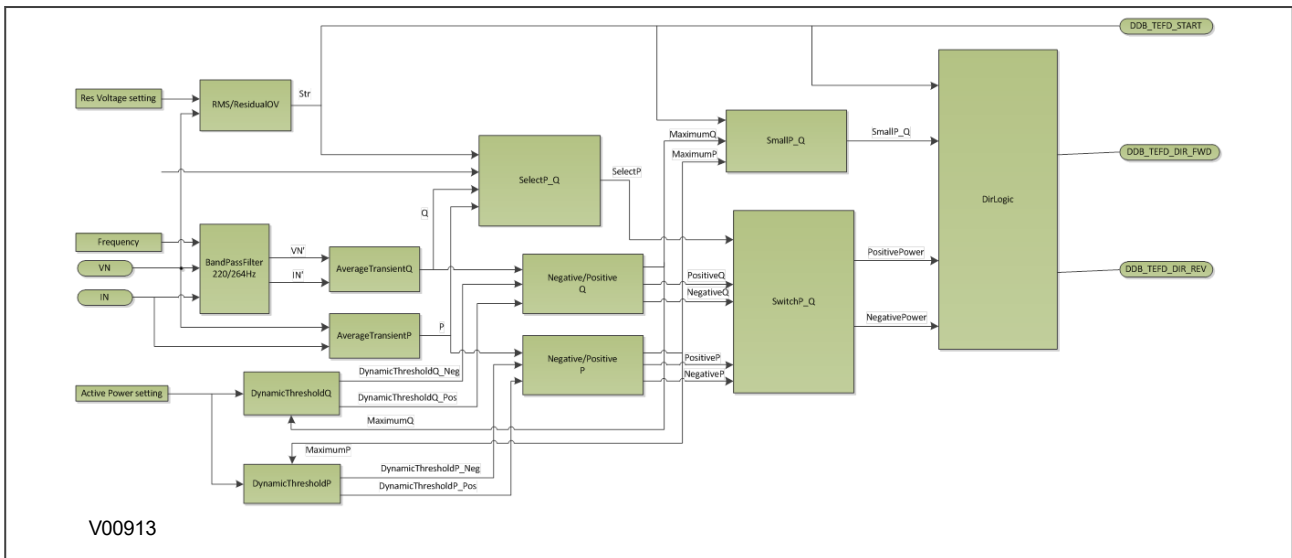 DDB_TEFD_START
Res Voltage setting
RMS/ResidualOV
Str
MaximumQ
MaximumP
SmallP_Q
SmallP_Q
DDB_TEFD_DIR_FWD
SelectP_Q
SelectP
DirLogic
Q
Frequency
VN
IN
BandPassFilter
220/264Hz
VN'
IN'
AverageTransientQ
Negative/Positive
Q
PositiveQ
NegativeQ
SwitchP_Q
PositivePower
NegativePower
DDB_TEFD_DIR_REV
AverageTransientP
P
Negative/Positive
P
PositiveP
NegativeP
Active Power setting
DynamicThresholdQ
DynamicThresholdQ_Neg
DynamicThresholdQ_Pos
MaximumQ
MaximumP
DynamicThresholdP
DynamicThresholdP_Neg
DynamicThresholdP_Pos
V00913